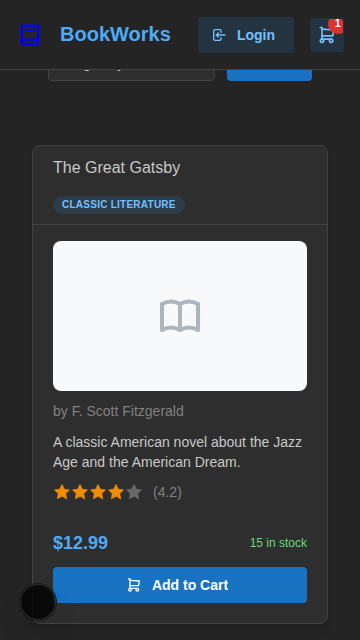 BookWorks
Login
1
The Great Gatsby
CLASSIC LITERATURE
by F. Scott Fitzgerald
A classic American novel about the Jazz
Age and the American Dream.
(4.2)
$12.99
15 in stock
Add to Cart